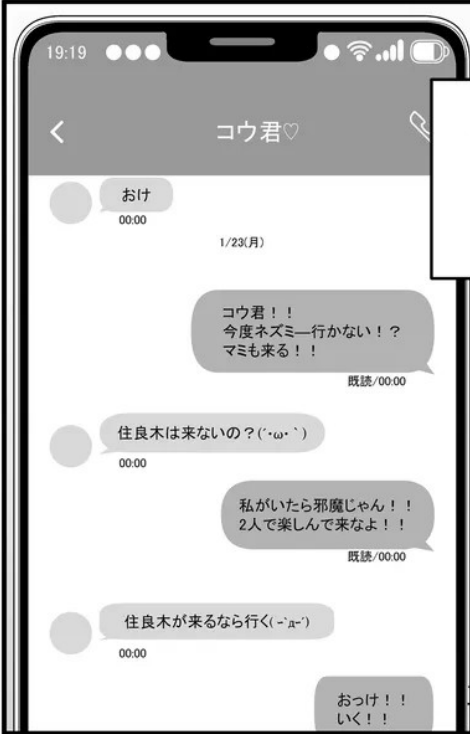 19:19
コウ君♡
おけ
00:00
1/23(月)
コウ君！！
今度ネズミ―行かない！？
マミも来る！！
既読/00:00
住良木は来ないの？(´･ω･｀)
00:00
私がいたら邪魔じゃん！！
2人で楽しんで来なよ！！
既読/00:00
住良木が来るなら行く( -`д-´)
00:00
おっけ！！
いく！！